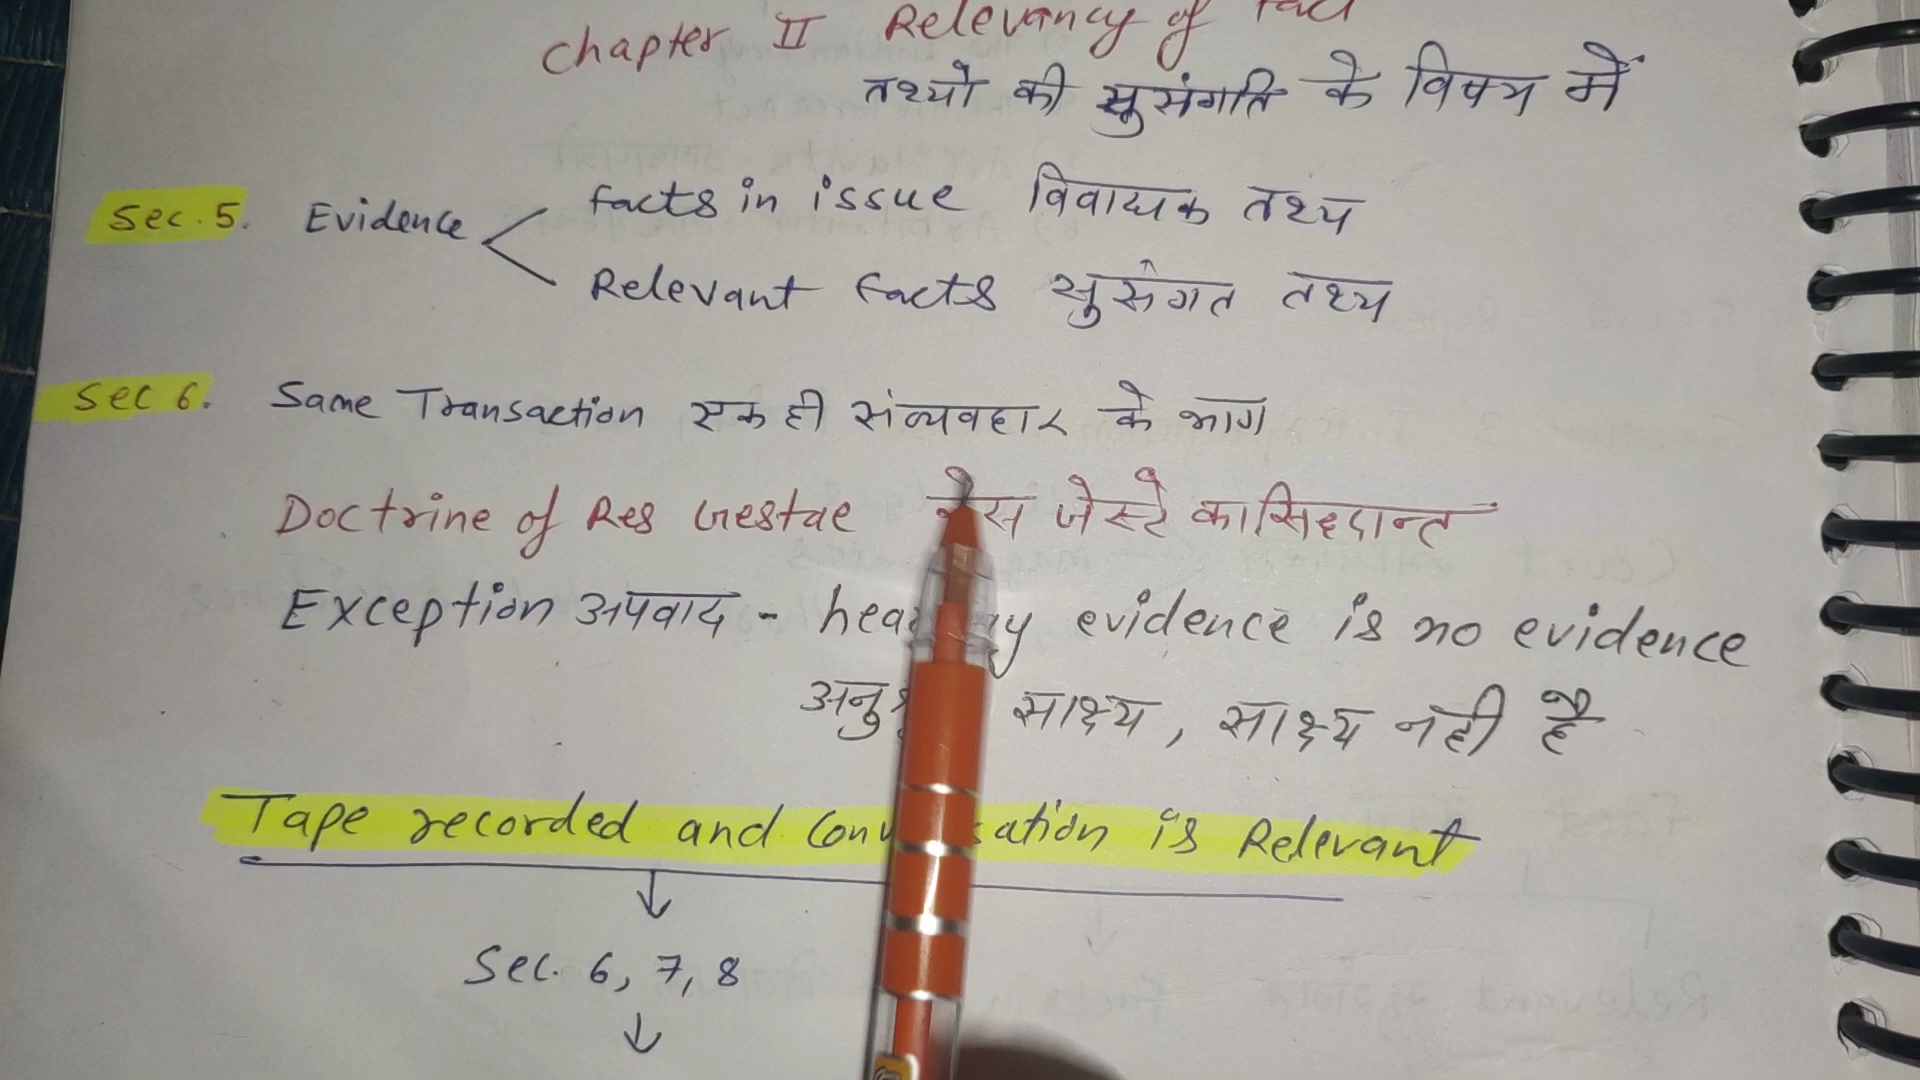 Chapter II Relevancy of Fact
तथ्यो की सुसंगति के विषय में
Sec. 5. Evidence facts in issue विवाद्यक तथ्य
Relevant facts सुसंगत तथ्य
Sec 6. Same Transaction एक ही संव्यवहार के भाग
Doctrine of Res Gestae जेस्टे का सिद्दान्त
Exception अपवाद - evidence is no evidence
साक्ष्य, साक्ष्य नही है
Tape recorded and is Relevant
Sec. 6, 7, 8